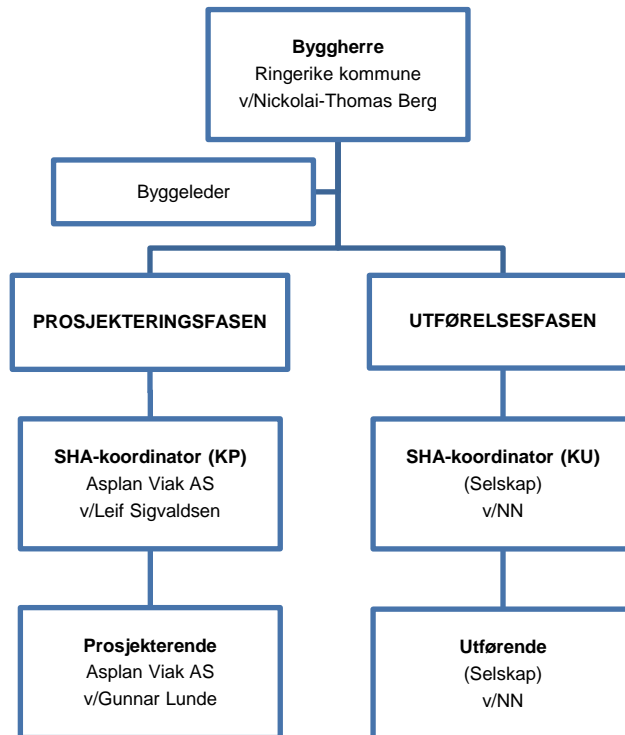 Byggherre
Ringerike kommune
v/Nickolai-Thomas Berg
Byggeleder
PROSJEKTERINGSFASEN
UTFØRELSESFASEN
SHA-koordinator (KP)
Asplan Viak AS
v/Leif Sigvaldsen
SHA-koordinator (KU)
(Selskap)
v/NN
Prosjekterende
Asplan Viak AS
v/Gunnar Lunde
Utførende
(Selskap)
v/NN